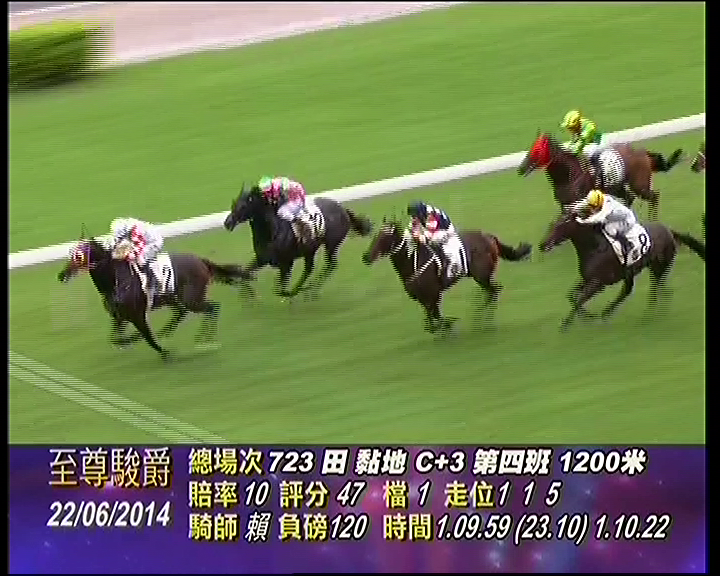 至尊駿爵
22/06/2014
總場次 723 田 黏地 C+3 第四班 1200米
賠率 10 評分 47 檔 1 走位 1 1 5
騎師 賴 負磅 120 時間 1.09.59 (23.10) 1.10.22
8